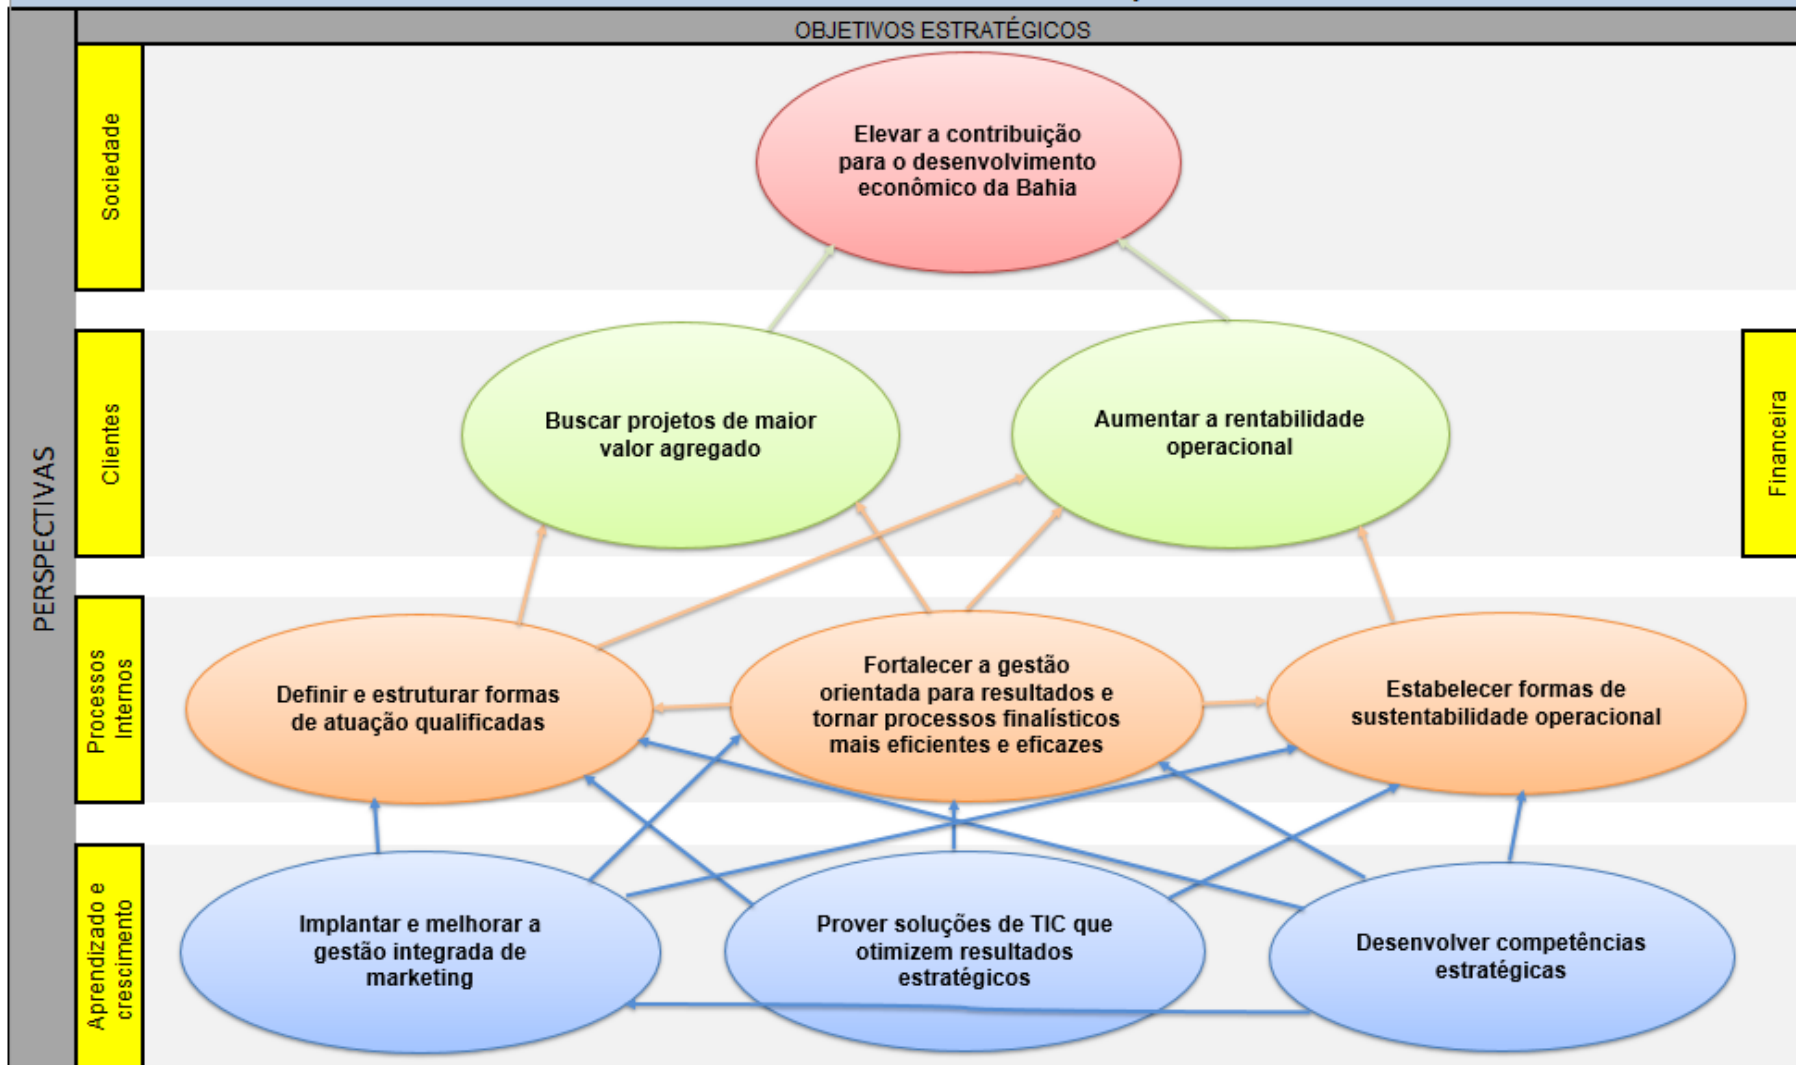 OBJETIVOS ESTRATÉGICOS
PERSPECTIVAS
Sociedade
Elevar a contribuição
para o desenvolvimento
econômico da Bahia
Clientes
Buscar projetos de maior
valor agregado
Aumentar a rentabilidade
operacional
Financeira
Processos
Internos
Definir e estruturar formas
de atuação qualificadas
Fortalecer a gestão
orientada para resultados e
tornar processos finalísticos
mais eficientes e eficazes
Estabelecer formas de
sustentabilidade operacional
Aprendizado e
crescimento
Implantar e melhorar a
gestão integrada de
marketing
Prover soluções de TIC que
otimizem resultados
estratégicos
Desenvolver competências
estratégicas